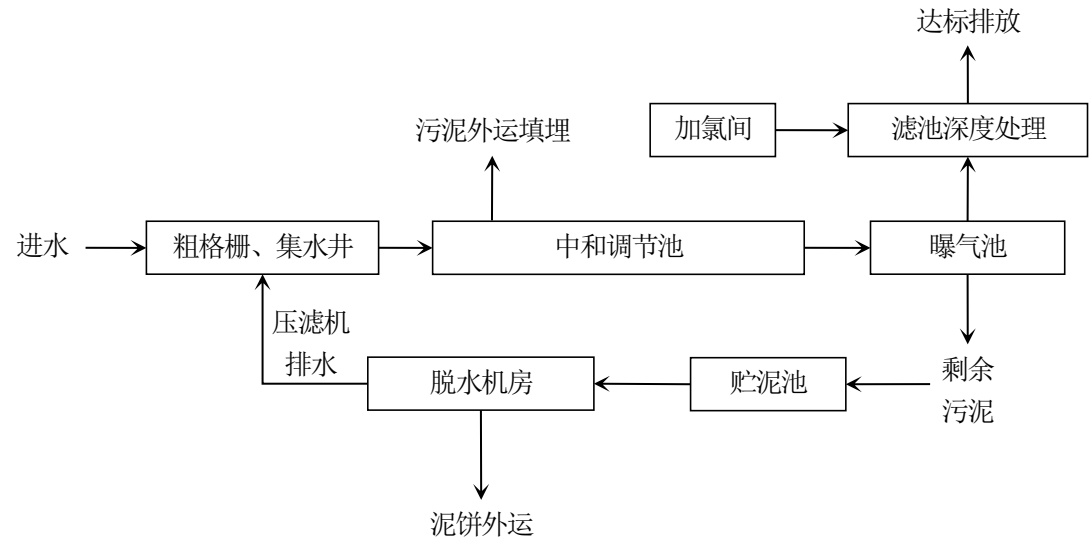 达标排放
污泥外运填埋
加氯间
滤池深度处理
进水
粗格栅、集水井
中和调节池
曝气池
压滤机
排水
脱水机房
贮泥池
剩余
污泥
泥饼外运